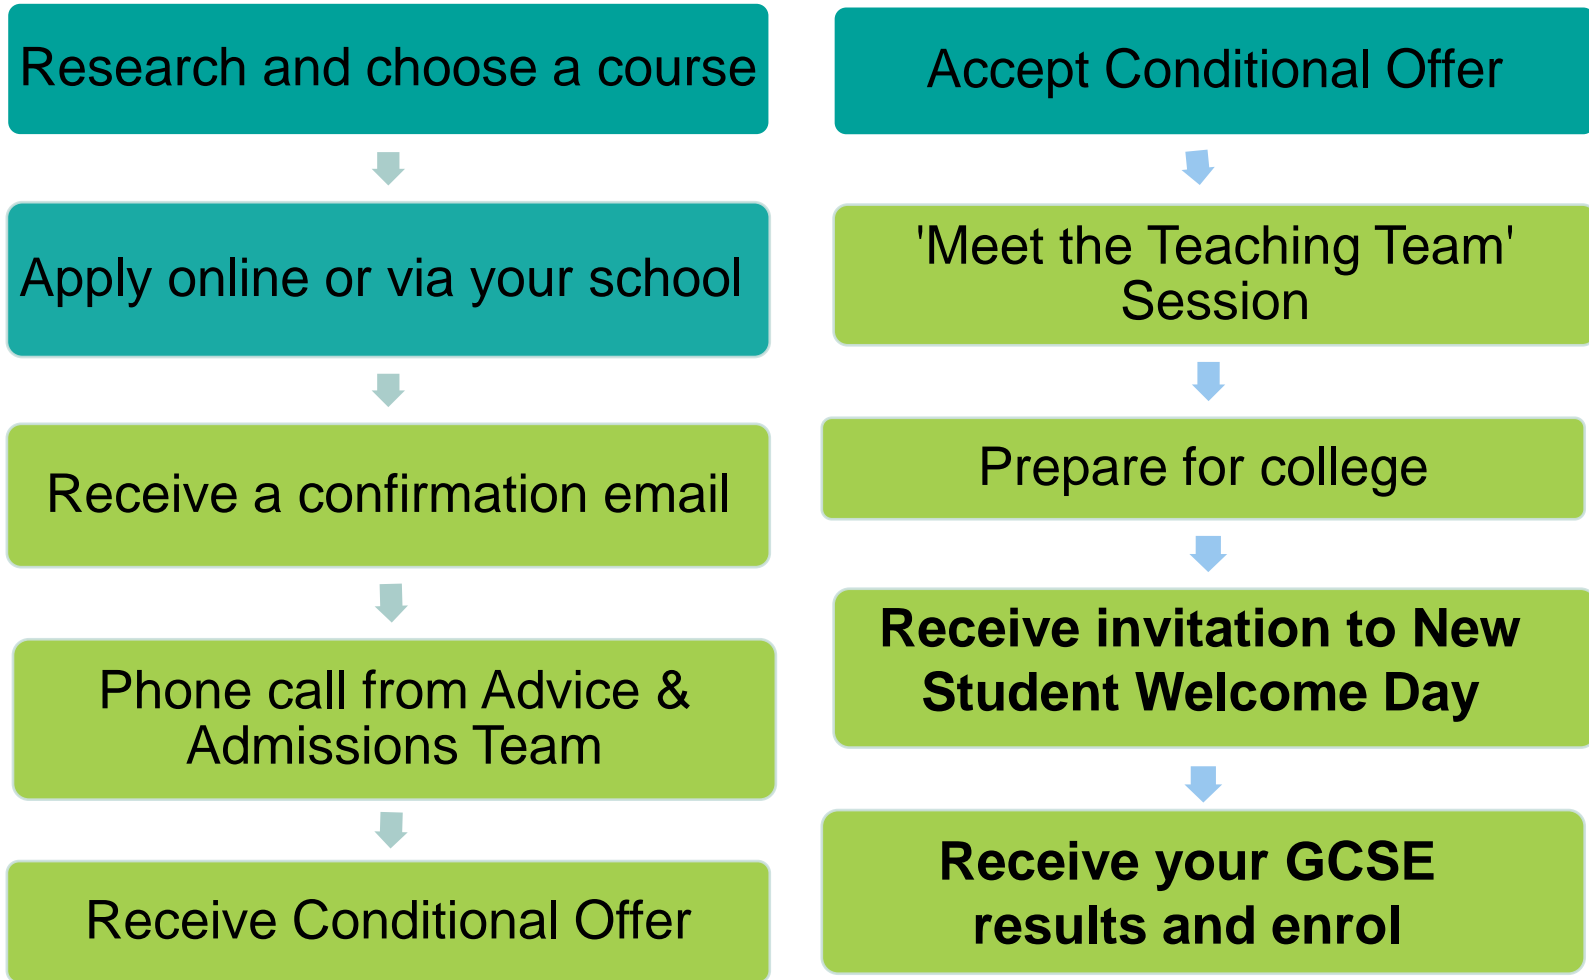 Research and choose a course
Apply online or via your school
Receive a confirmation email
Phone call from Advice &
Admissions Team
Receive Conditional Offer
Accept Conditional Offer
'Meet the Teaching Team'
Session
Prepare for college
Receive invitation to New
Student Welcome Day
Receive your GCSE
results and enrol